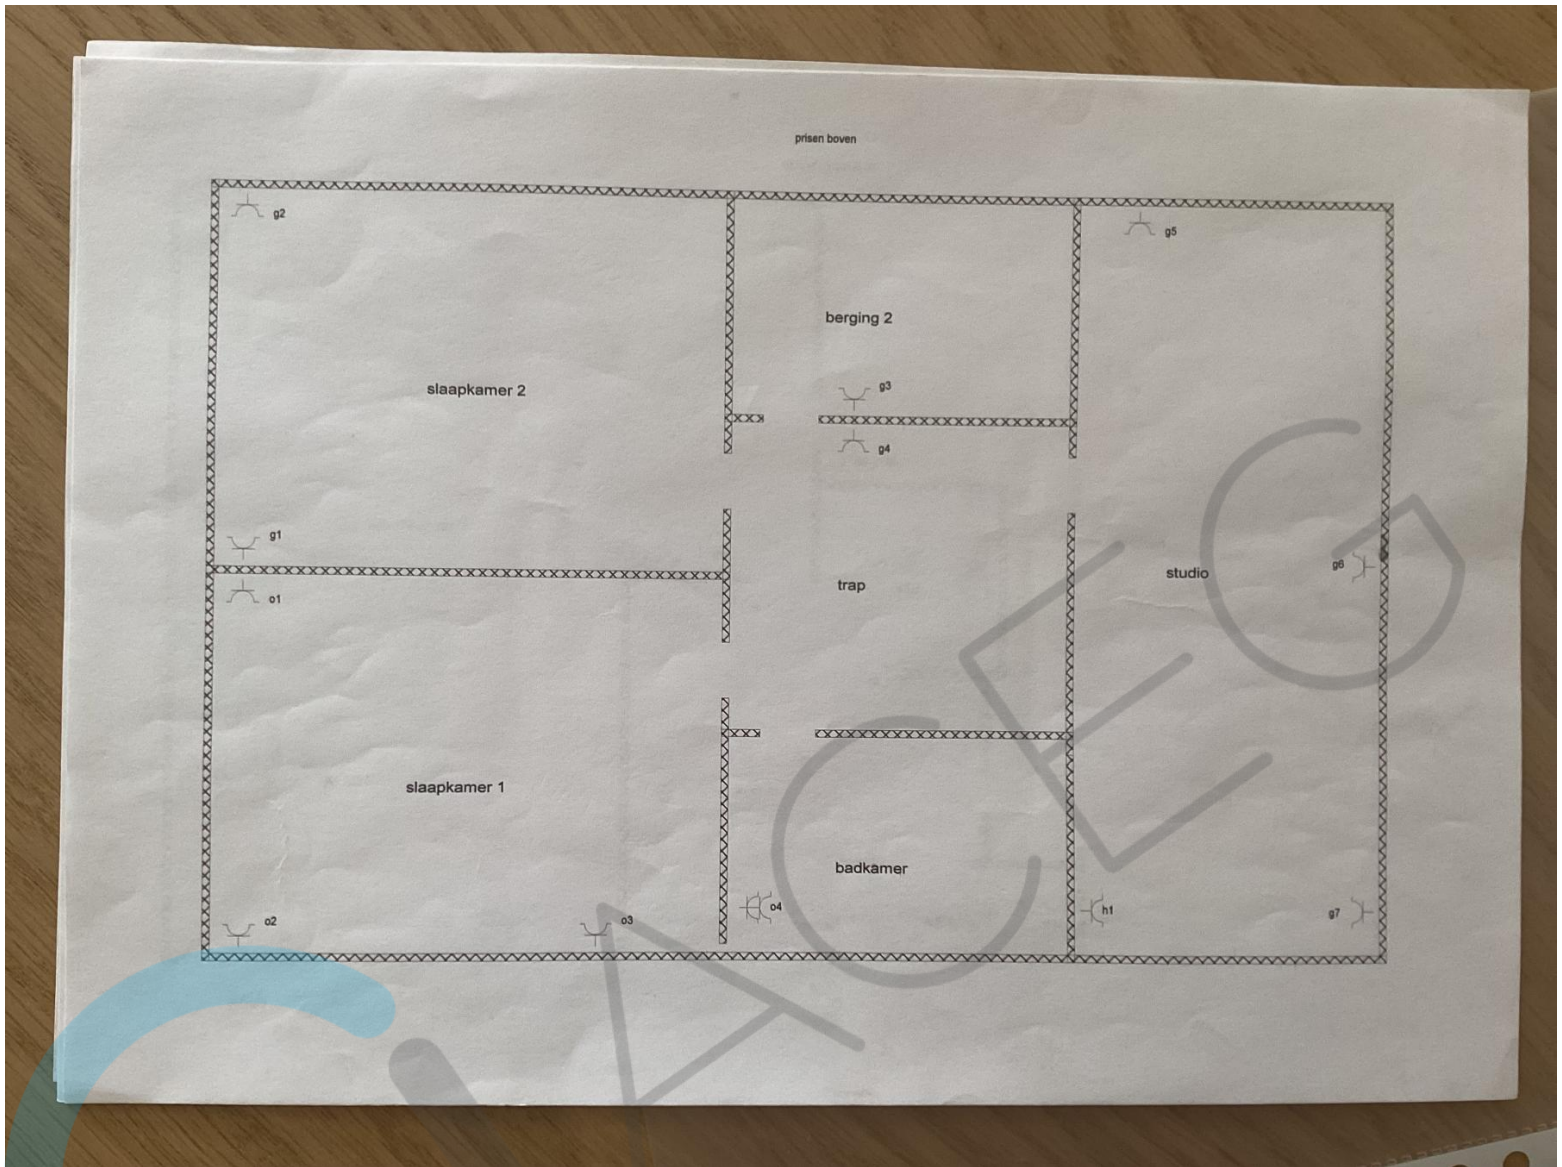 prisen boven
g2
g5
berging 2
g3
slaapkamer 2
g4
g1
g6
studio
trap
o1
slaapkamer 1
badkamer
o4
h1
g7
o2
o3
ACEG